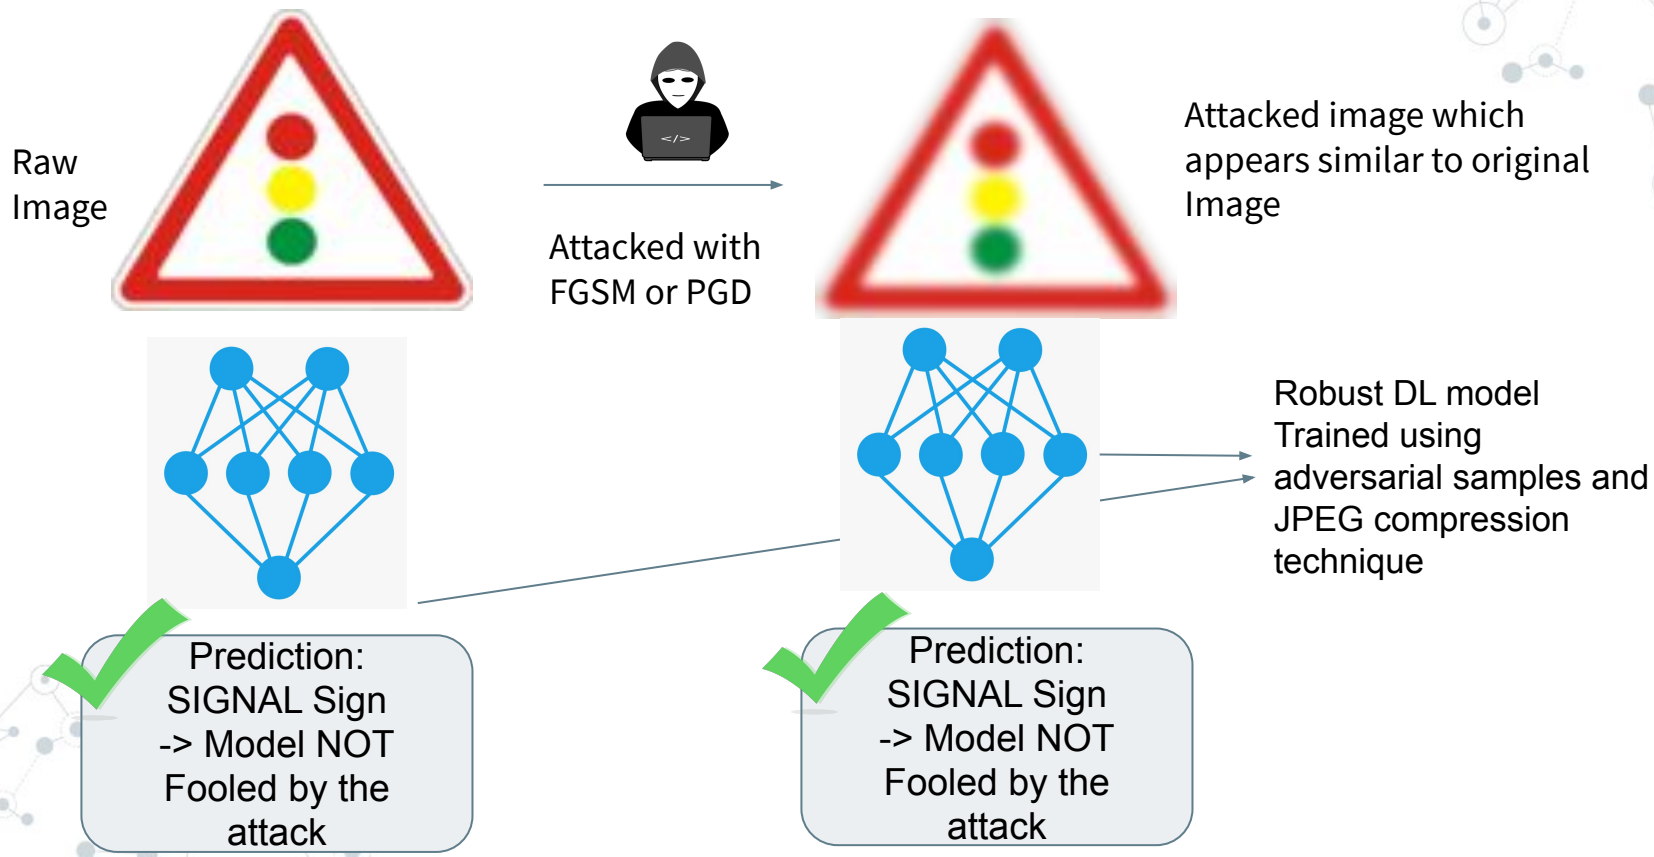 Raw
Image
</>
Attacked with
FGSM or PGD
Attacked image which
appears similar to original
Image
Robust DL model
Trained using
adversarial samples and
JPEG compression
technique
Prediction:
SIGNAL Sign
-> Model NOT
Fooled by the
attack
Prediction:
SIGNAL Sign
-> Model NOT
Fooled by the
attack